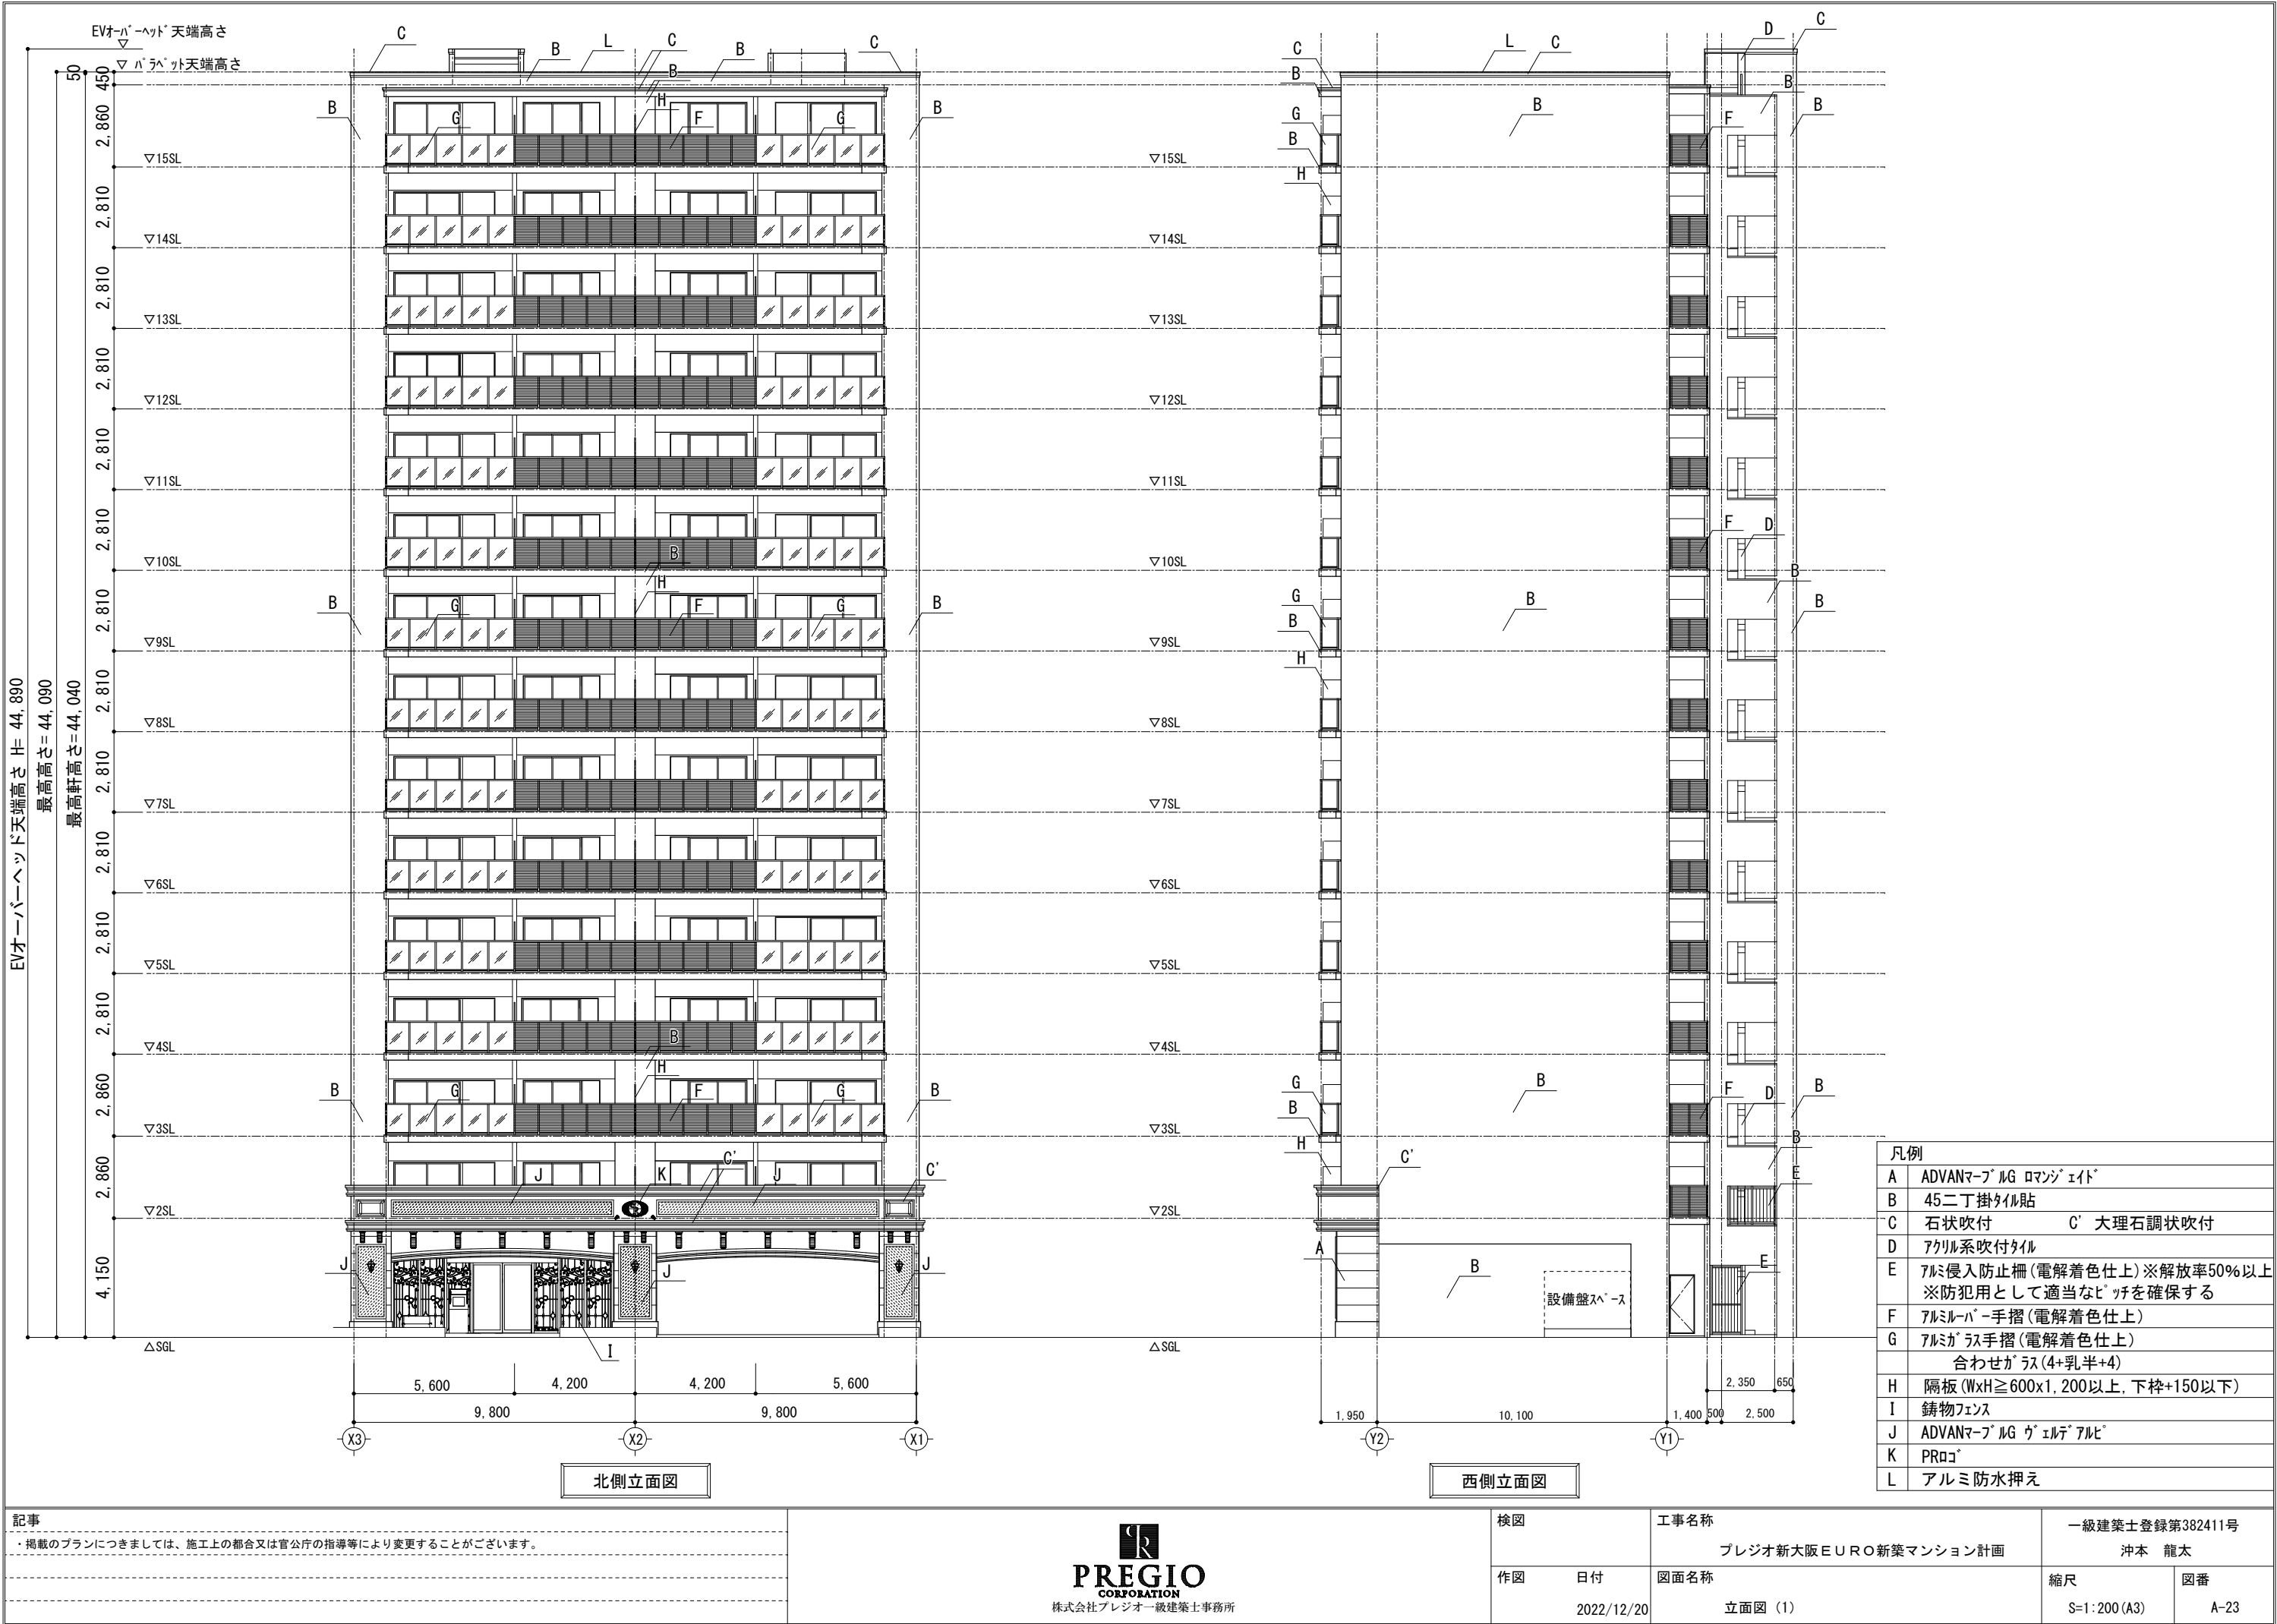 EVｵｰﾊﾞｰﾍｯﾄﾞ天端高さ
▽
▽ ﾊﾟﾗﾍﾟｯﾄ天端高さ
50
450
2,860
2,810
2,810
2,810
2,810
2,810
2,810
2,810
2,810
2,810
2,810
2,810
2,860
2,860
4,150
EVオーバーヘッド天端高さ H= 44,890
最高高さ=44,090
最高軒高さ=44,040
▽15SL
▽14SL
▽13SL
▽12SL
▽11SL
▽10SL
▽9SL
▽8SL
▽7SL
▽6SL
▽5SL
▽4SL
▽3SL
▽2SL
△SGL
C
B
L
C
B
C
B
B
H
G
F
G
B
B
H
B
G
F
G
B
B
H
B
G
F
G
B
C'
J
K
J
C'
J
J
J
I
5,600
4,200
4,200
5,600
9,800
9,800
X3
X2
X1
北側立面図
▽15SL
▽14SL
▽13SL
▽12SL
▽11SL
▽10SL
▽9SL
▽8SL
▽7SL
▽6SL
▽5SL
▽4SL
▽3SL
▽2SL
△SGL
C
B
G
B
H
L
C
D
C
B
B
B
F
F
D
G
B
H
B
B
B
G
B
H
B
F
D
B
B
C'
E
A
B
E
設備盤ｽﾍﾟｰｽ
2,350
650
1,950
10,100
1,400
500
2,500
Y2
Y1
西側立面図
凡例
A ADVANﾏｰﾌﾞﾙG ﾛﾏﾝｼﾞｪｲﾄﾞ
B 45二丁掛ﾀｲﾙ貼
C 石状吹付 C' 大理石調状吹付
D ｱｸﾘﾙ系吹付ﾀｲﾙ
E ｱﾙﾐ侵入防止柵(電解着色仕上)※解放率50%以上
※防犯用として適当なﾋﾟｯﾁを確保する
F ｱﾙﾐﾙｰﾊﾞｰ手摺(電解着色仕上)
G ｱﾙﾐｶﾞﾗｽ手摺(電解着色仕上)
合わせｶﾞﾗｽ(4+乳半+4)
H 隔板(WxH≧600x1,200以上,下枠+150以下)
I 鋳物ﾌｪﾝｽ
J ADVANﾏｰﾌﾞﾙG ｳﾞｪﾙﾃﾞｱﾙﾋﾟ
K PRﾛｺﾞ
L アルミ防水押え
記事
・掲載のプランにつきましては、施工上の都合又は官公庁の指導等により変更することがございます。
PREGIO
CORPORATION
株式会社プレジオ一級建築士事務所
検図
工事名称
プレジオ新大阪ＥＵＲＯ新築マンション計画
一級建築士登録第382411号
沖本 龍太
作図
日付
2022/12/20
図面名称
立面図（1）
縮尺
S=1:200(A3)
図番
A-23